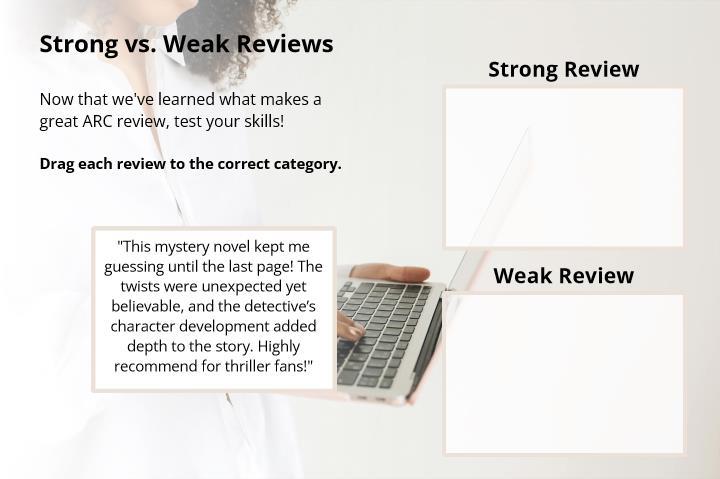 Strong vs. Weak Reviews
Now that we've learned what makes a
great ARC review, test your skills!
Drag each review to the correct category.
"This mystery novel kept me
guessing until the last page! The
twists were unexpected yet
believable, and the detective’s
character development added
depth to the story. Highly
recommend for thriller fans!"
Strong Review
Weak Review